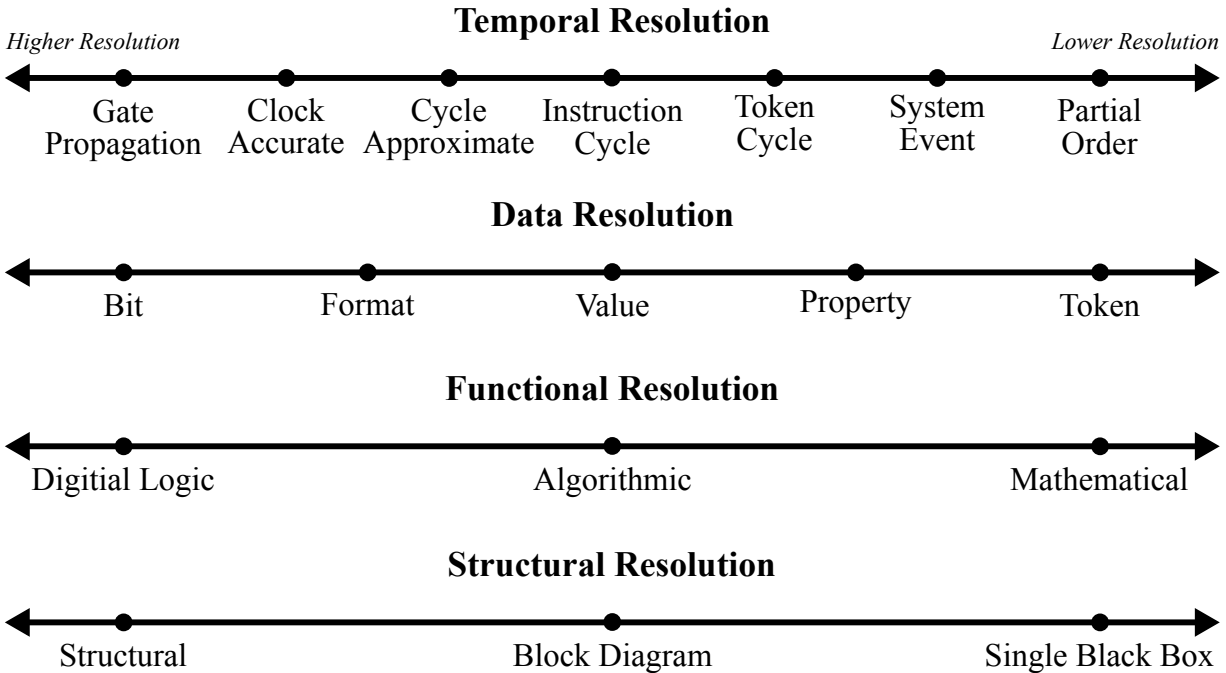 Temporal Resolution
Higher Resolution
Lower Resolution
Gate
Propagation
Clock
Accurate
Cycle
Approximate
Instruction
Cycle
Token
Cycle
System
Event
Partial
Order
Data Resolution
Bit
Format
Value
Property
Token
Functional Resolution
Digitial Logic
Algorithmic
Mathematical
Structural Resolution
Structural
Block Diagram
Single Black Box